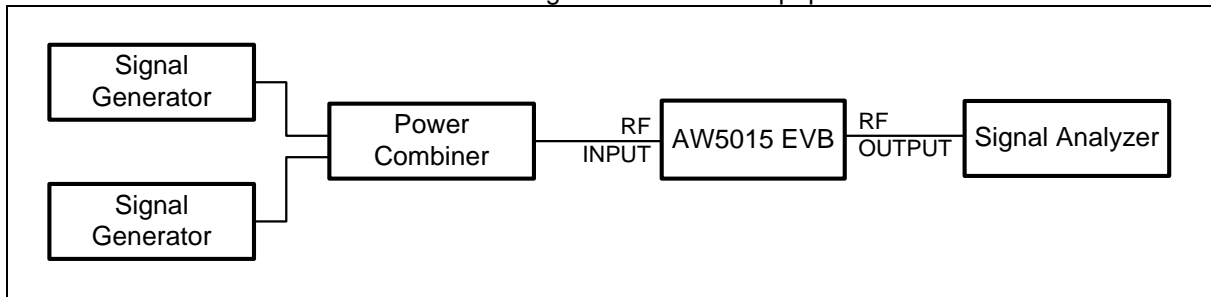 Signal
Generator
Power
Combiner
RF
INPUT
AW5015 EVB
RF
OUTPUT
Signal Analyzer
Signal
Generator